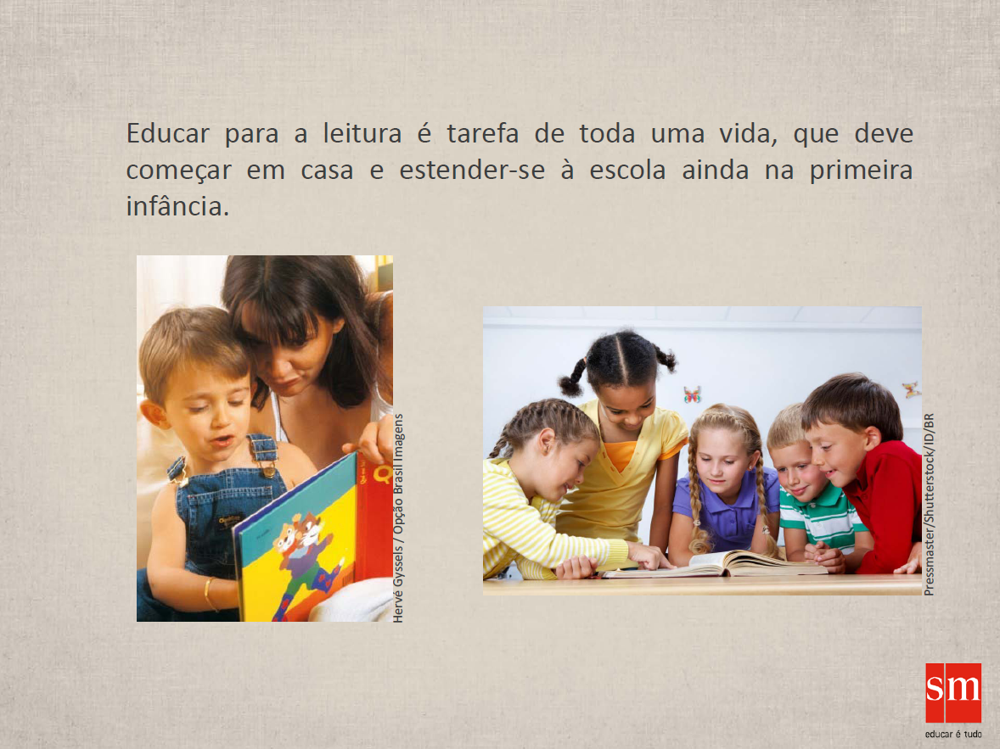 Educar para a leitura é tarefa de toda uma vida, que deve
começar em casa e estender-se à escola ainda na primeira
infância.
Hervé Gyssels / Opção Brasil Imagens
Pressmaster/Shutterstock/ID/BR
sm
educar é tudo